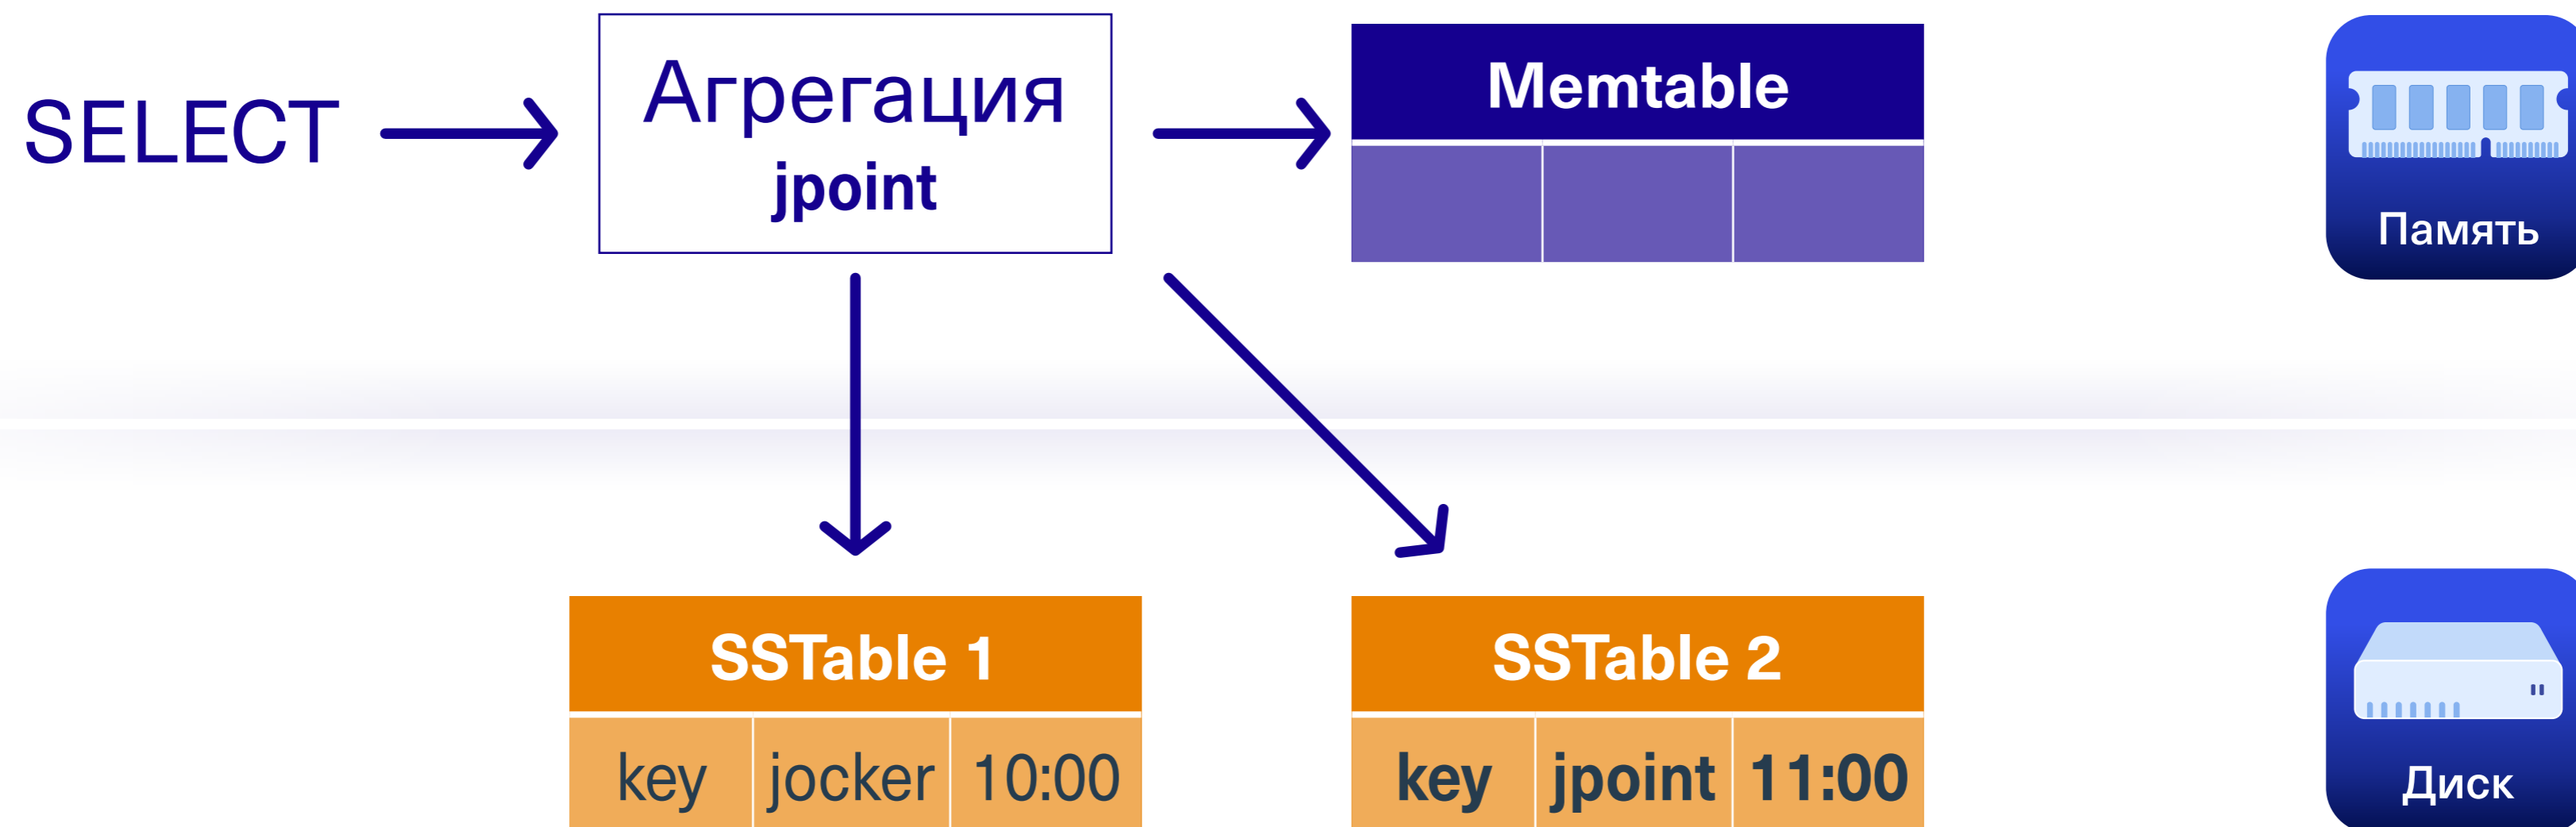 SELECT
Агрегация
jpoint
Memtable
Память
SSTable 1
key jocker 10:00
SSTable 2
key jpoint 11:00
Диск